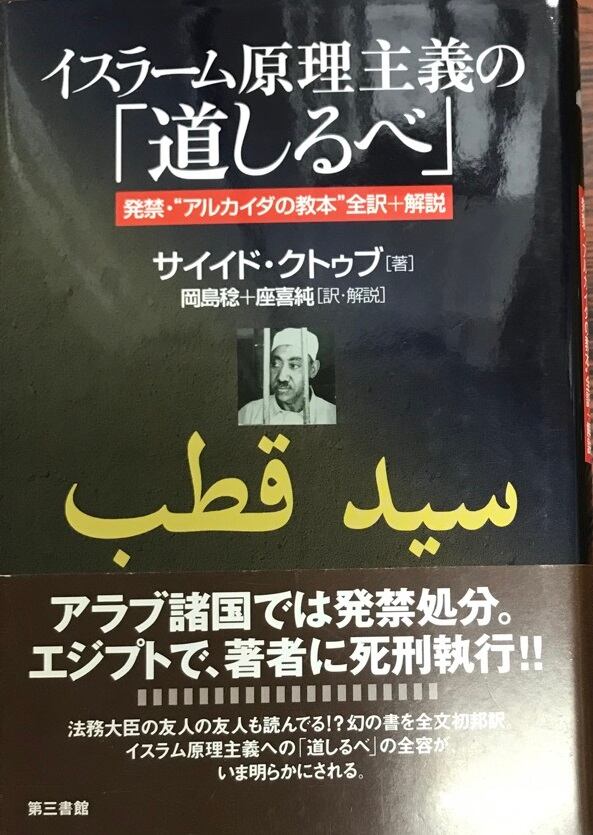 イスラーム原理主義の
「道しるべ」
発禁・“アルカイダの教本”全訳+解説
サイイド・クトゥブ[著]
岡島稔+座喜純[訳・解説]
سيد قطب
アラブ諸国では発禁処分。
エジプトで、著者に死刑執行!!
法務大臣の友人の友人も読んでる!?幻の書を全文初邦訳。
イスラム原理主義への「道しるべ」の全容が、
いま明らかにされる。
第三書館